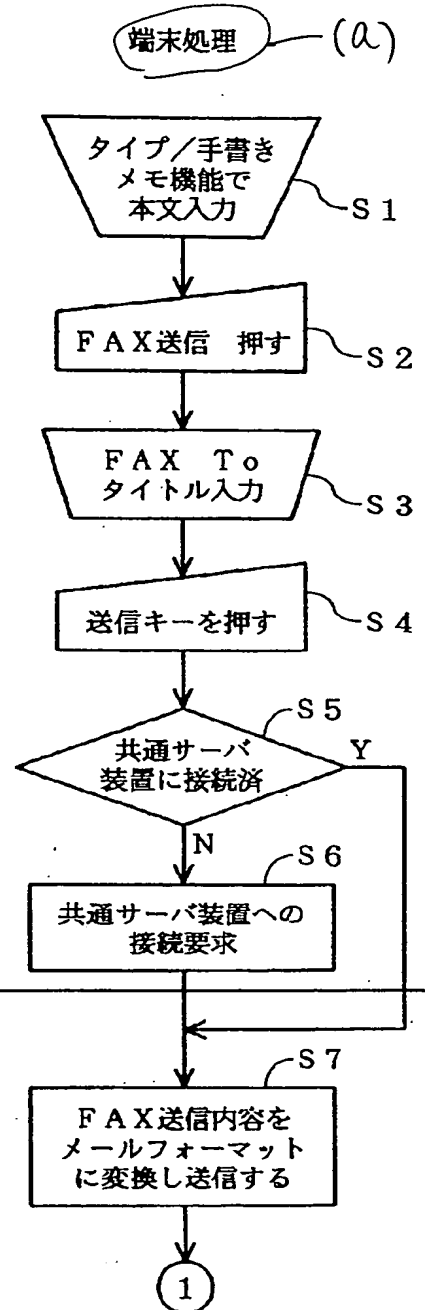 端末処理 (a)
タイプ/手書き
メモ機能で
本文入力
S1
FAX送信 押す
S2
FAX To
タイトル入力
S3
送信キーを押す
S4
S5
共通サーバ
装置に接続済
Y
N
S6
共通サーバ装置への
接続要求
S7
FAX送信内容を
メールフォーマット
に変換し送信する
1